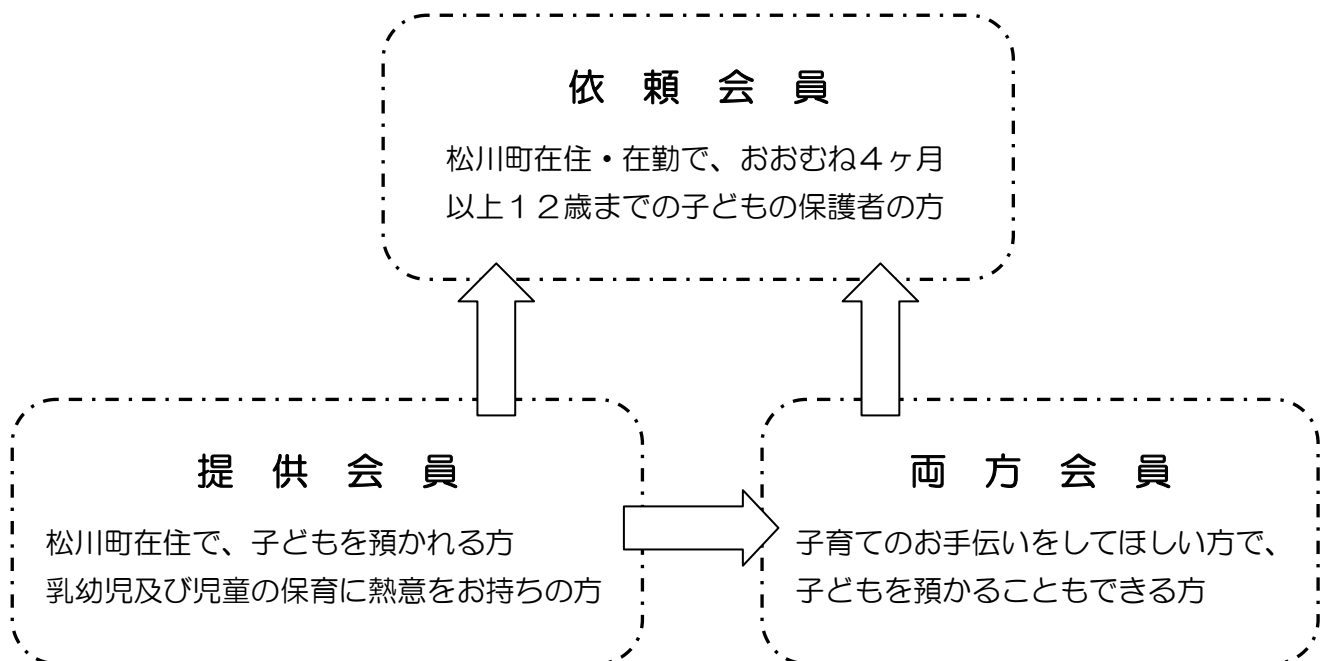 依頼会員
松川町在住・在勤で、おおむね４ヶ月
以上１２歳までの子どもの保護者の方
提供会員
松川町在住で、子どもを預かれる方
乳幼児及び児童の保育に熱意をお持ちの方
両方会員
子育てのお手伝いをしてほしい方で、
子どもを預かることもできる方